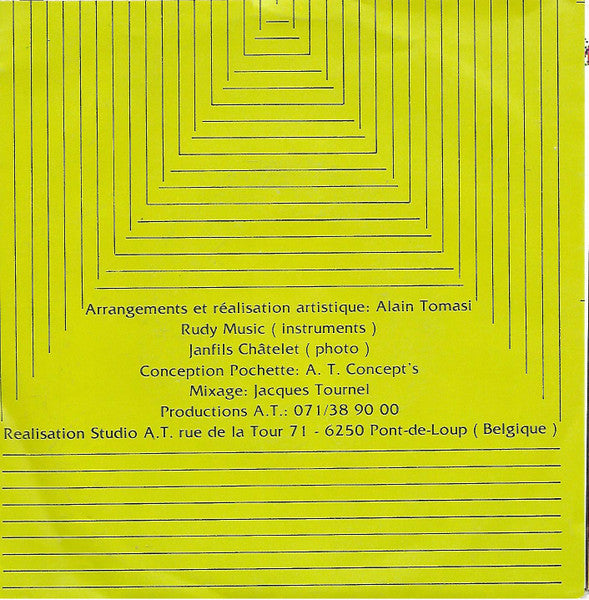 Arrangements et réalisation artistique: Alain Tomasi
Rudy Music ( instruments )
Janfils Châtelet ( photo )
Conception Pochette: A. T. Concept's
Mixage: Jacques Tournel
Productions A.T.: 071/38 90 00
Realisation Studio A.T. rue de la Tour 71 - 6250 Pont-de-Loup ( Belgique )